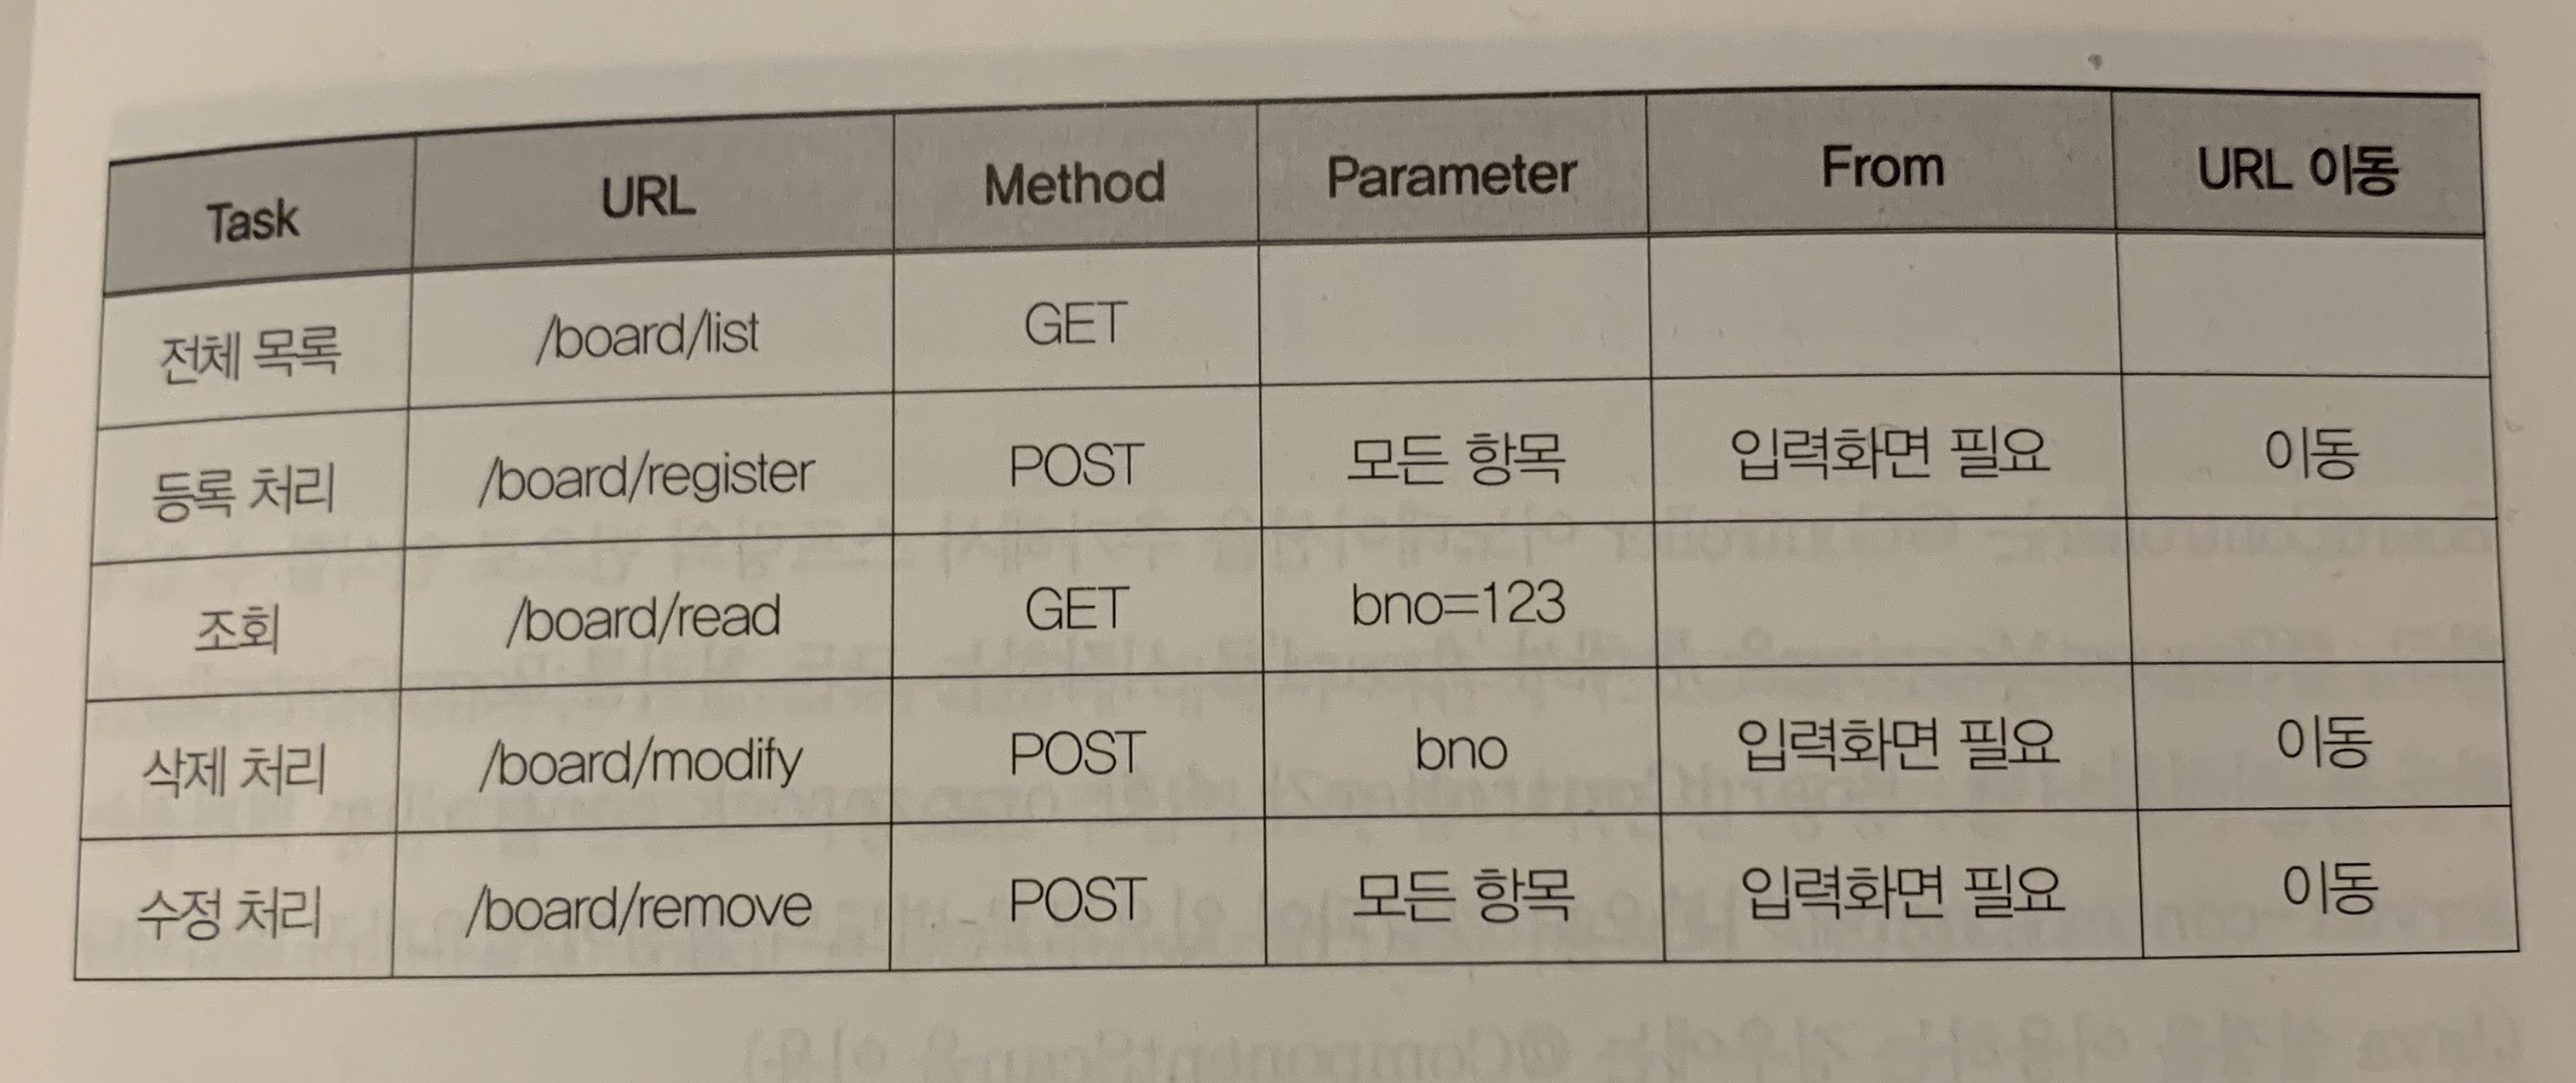 Task URL Method Parameter From URL 이동
전체 목록 /board/list GET
등록 처리 /board/register POST 모든 항목 입력화면 필요 이동
조회 /board/read GET bno=123
삭제 처리 /board/modify POST bno 입력화면 필요 이동
수정 처리 /board/remove POST 모든 항목 입력화면 필요 이동